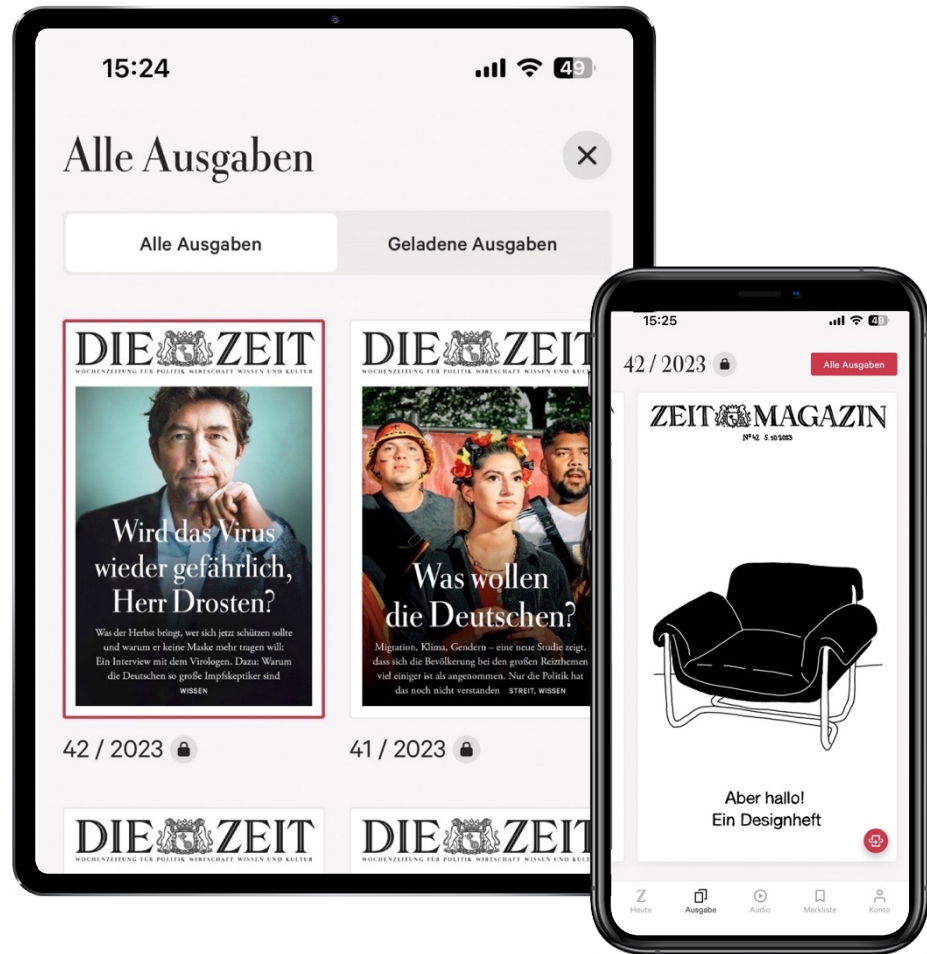 15:24
49
Alle Ausgaben
Alle Ausgaben
Geladene Ausgaben
DIE ZEIT
WOCHENZEITUNG FÜR POLITIK WIRTSCHAFT WISSEN UND KULTUR
Wird das Virus
wieder gefährlich,
Herr Drosten?
Was der Herbst bringt, wer sich jetzt schützen sollte
und warum er keine Maske mehr tragen will:
Ein Interview mit dem Virologen. Dazu: Warum
die Deutschen so große Impfskeptiker sind
WISSEN
42 / 2023
DIE ZEIT
WOCHENZEITUNG FÜR POLITIK WIRTSCHAFT WISSEN UND KUL
Was wollen
die Deutschen?
Migration, Klima, Gendern – eine neue Studie zeigt,
dass sich die Bevölkerung bei den großen Reizthemen
viel einiger ist als angenommen. Nur die Politik hat
das noch nicht verstanden STREIT, WISSEN
41 / 2023
DIE ZEIT
WOCHENZEITUNG FÜR POLITIK WIRTSCHAFT WISSEN UND KULTUR
DIE ZEIT
WOCHENZEITUNG FÜR POLITIK WIRTSCHAFT WISSEN UND KUL
15:25
49
42 / 2023
Alle Ausgaben
ZEIT MAGAZIN
Nº 42 5.10.2023
Aber hallo!
Ein Designheft
Z
Heute
Ausgabe
Audio
Merkliste
Konto